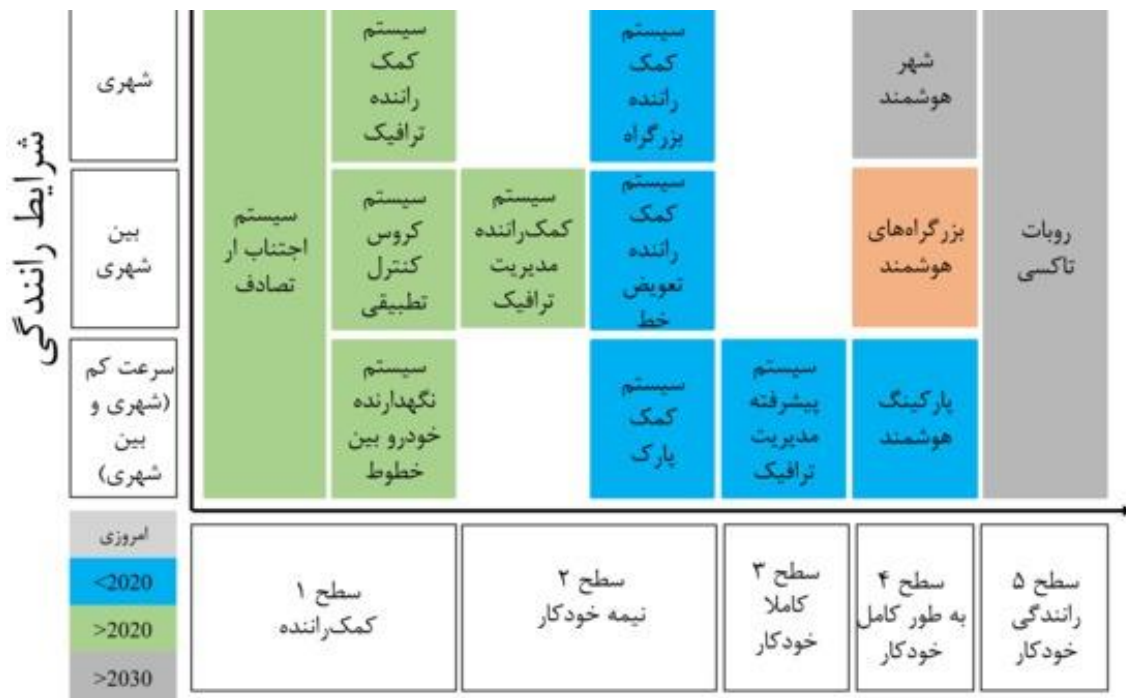 شرایط رانندگی
شهری
سیستم
کمک
راننده
ترافیک
سیستم
کمک
راننده
بزرگراه
شهر
هوشمند
بین
شهری
سیستم
اجتناب ار
تصادف
سیستم
کروس
کنترل
تطبیقی
سیستم
کمک‌راننده
مدیریت
ترافیک
سیستم
کمک
راننده
تعویض
خط
بزرگراه‌های
هوشمند
روبات
تاکسی
سرعت کم
(شهری و
بین
شهری)
سیستم
نگهدارنده
خودرو بین
خطوط
سیستم
کمک
پارک
سیستم
پیشرفته
مدیریت
ترافیک
پارکینگ
هوشمند
امروزی
<2020
>2020
>2030
سطح ۱
کمک‌راننده
سطح ۲
نیمه خودکار
سطح ۳
کاملا
خودکار
سطح ۴
به طور کامل
خودکار
سطح ۵
رانندگی
خودکار